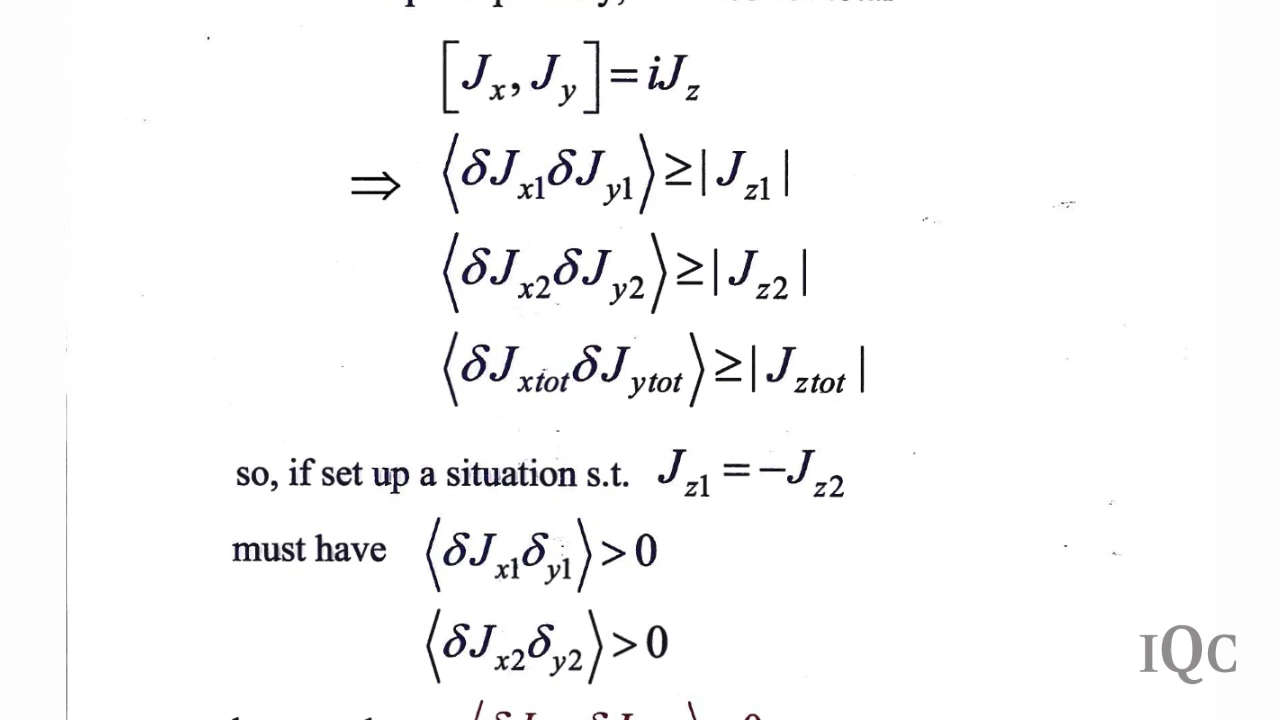 [J_x, J_y] = iJ_z
⇒ ⟨δJ_x1 δJ_y1⟩ ≥ | J_z1 |
⟨δJ_x2 δJ_y2⟩ ≥ | J_z2 |
⟨δJ_xtot δJ_ytot⟩ ≥ | J_ztot |
so, if set up a situation s.t. J_z1 = −J_z2
must have ⟨δJ_x1 δ_y1⟩ > 0
⟨δJ_x2 δ_y2⟩ > 0
IQC